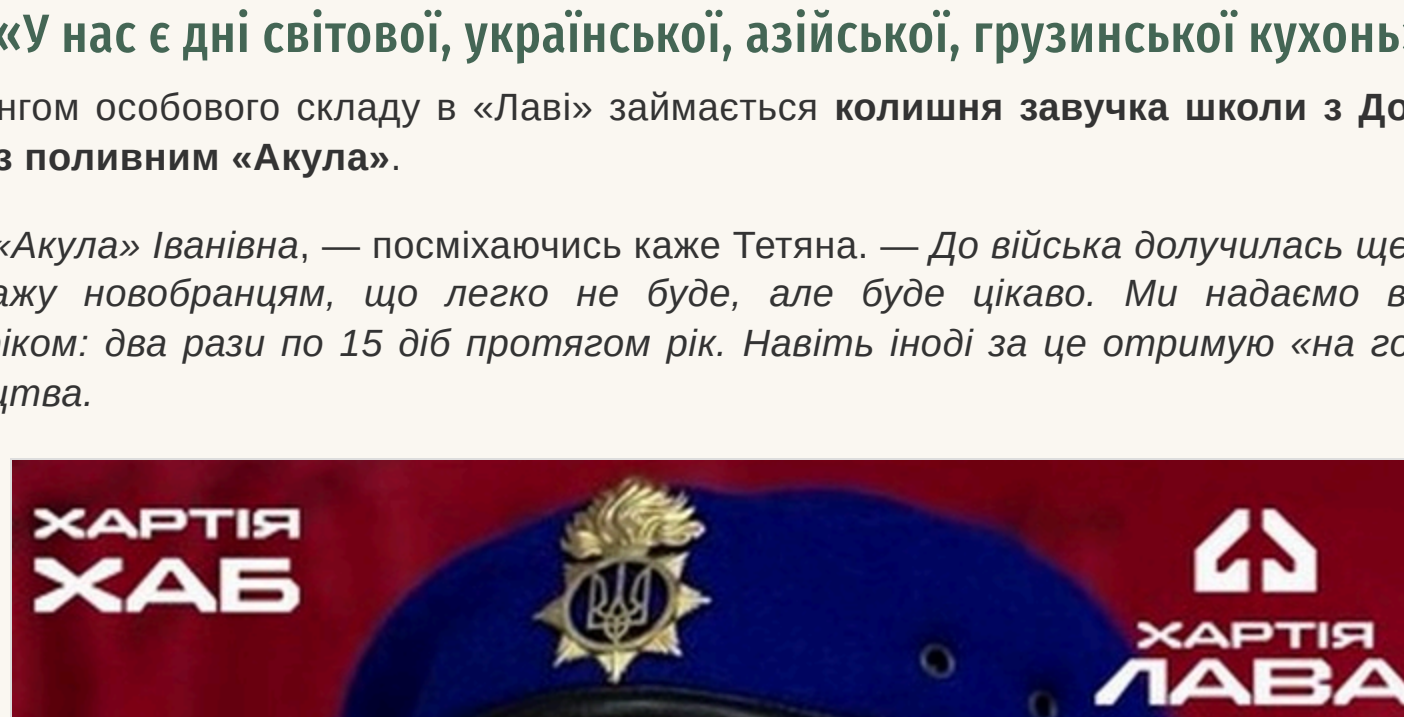 «У нас є дні світової, української, азійської, грузинської кухонь»
нгом особового складу в «Лаві» займається колишня завучка школи з До
з поливним «Акула».
«Акула» Іванівна, — посміхаючись каже Тетяна. — До війська долучилась ще
ажу новобранцям, що легко не буде, але буде цікаво. Ми надаємо в
ріком: два рази по 15 діб протягом рік. Навіть іноді за це отримую «на го
цтва.
ХАРТІЯ
ХАБ
ХАРТІЯ
ЛАВА